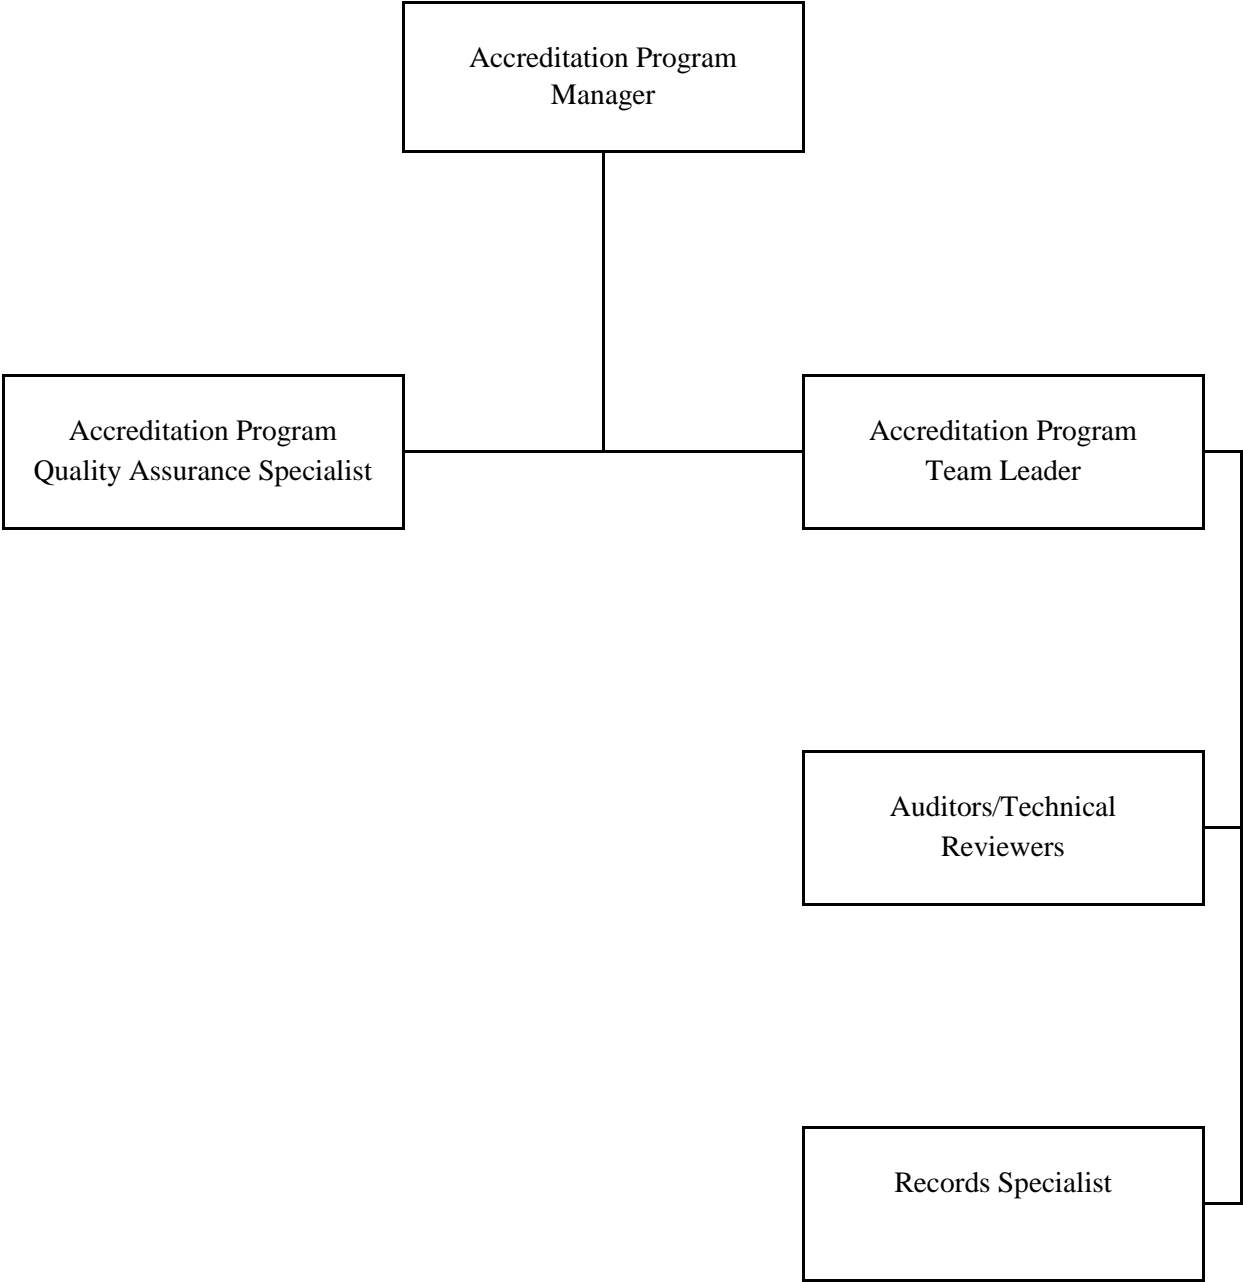 Accreditation Program
Manager
Accreditation Program
Quality Assurance Specialist
Accreditation Program
Team Leader
Auditors/Technical
Reviewers
Records Specialist